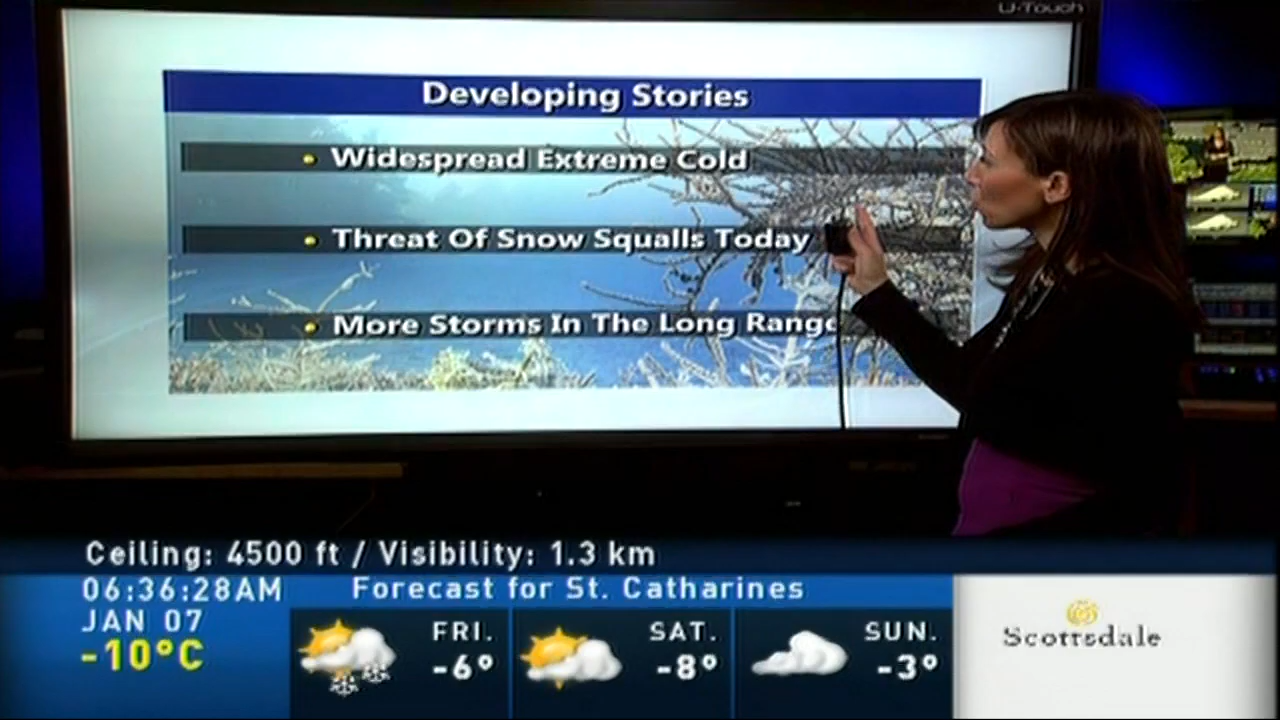 U-Touch
Developing Stories
Widespread Extreme Cold
Threat Of Snow Squalls Today
More Storms In The Long Range
Ceiling: 4500 ft / Visibility: 1.3 km
06:36:28AM
Forecast for St. Catharines
JAN 07
-10°C
FRI.
-6°
SAT.
-8°
SUN.
-3°
Scottsdale